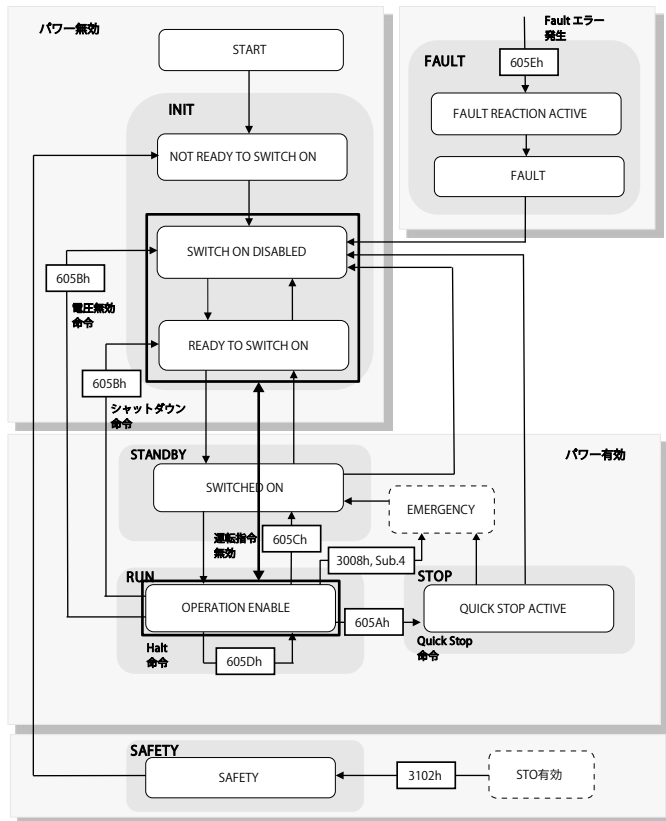 パワー無効
START
INIT
NOT READY TO SWITCH ON
SWITCH ON DISABLED
605Bh
電圧無効
命令
READY TO SWITCH ON
605Bh
シャットダウン
命令
Fault エラー
発生
605Eh
FAULT
FAULT REACTION ACTIVE
FAULT
パワー有効
STANDBY
SWITCHED ON
EMERGENCY
運転指令
無効
605Ch
3008h, Sub.4
RUN
OPERATION ENABLE
605Ah
Quick Stop
命令
STOP
QUICK STOP ACTIVE
Halt
命令
605Dh
SAFETY
SAFETY
3102h
STO有効